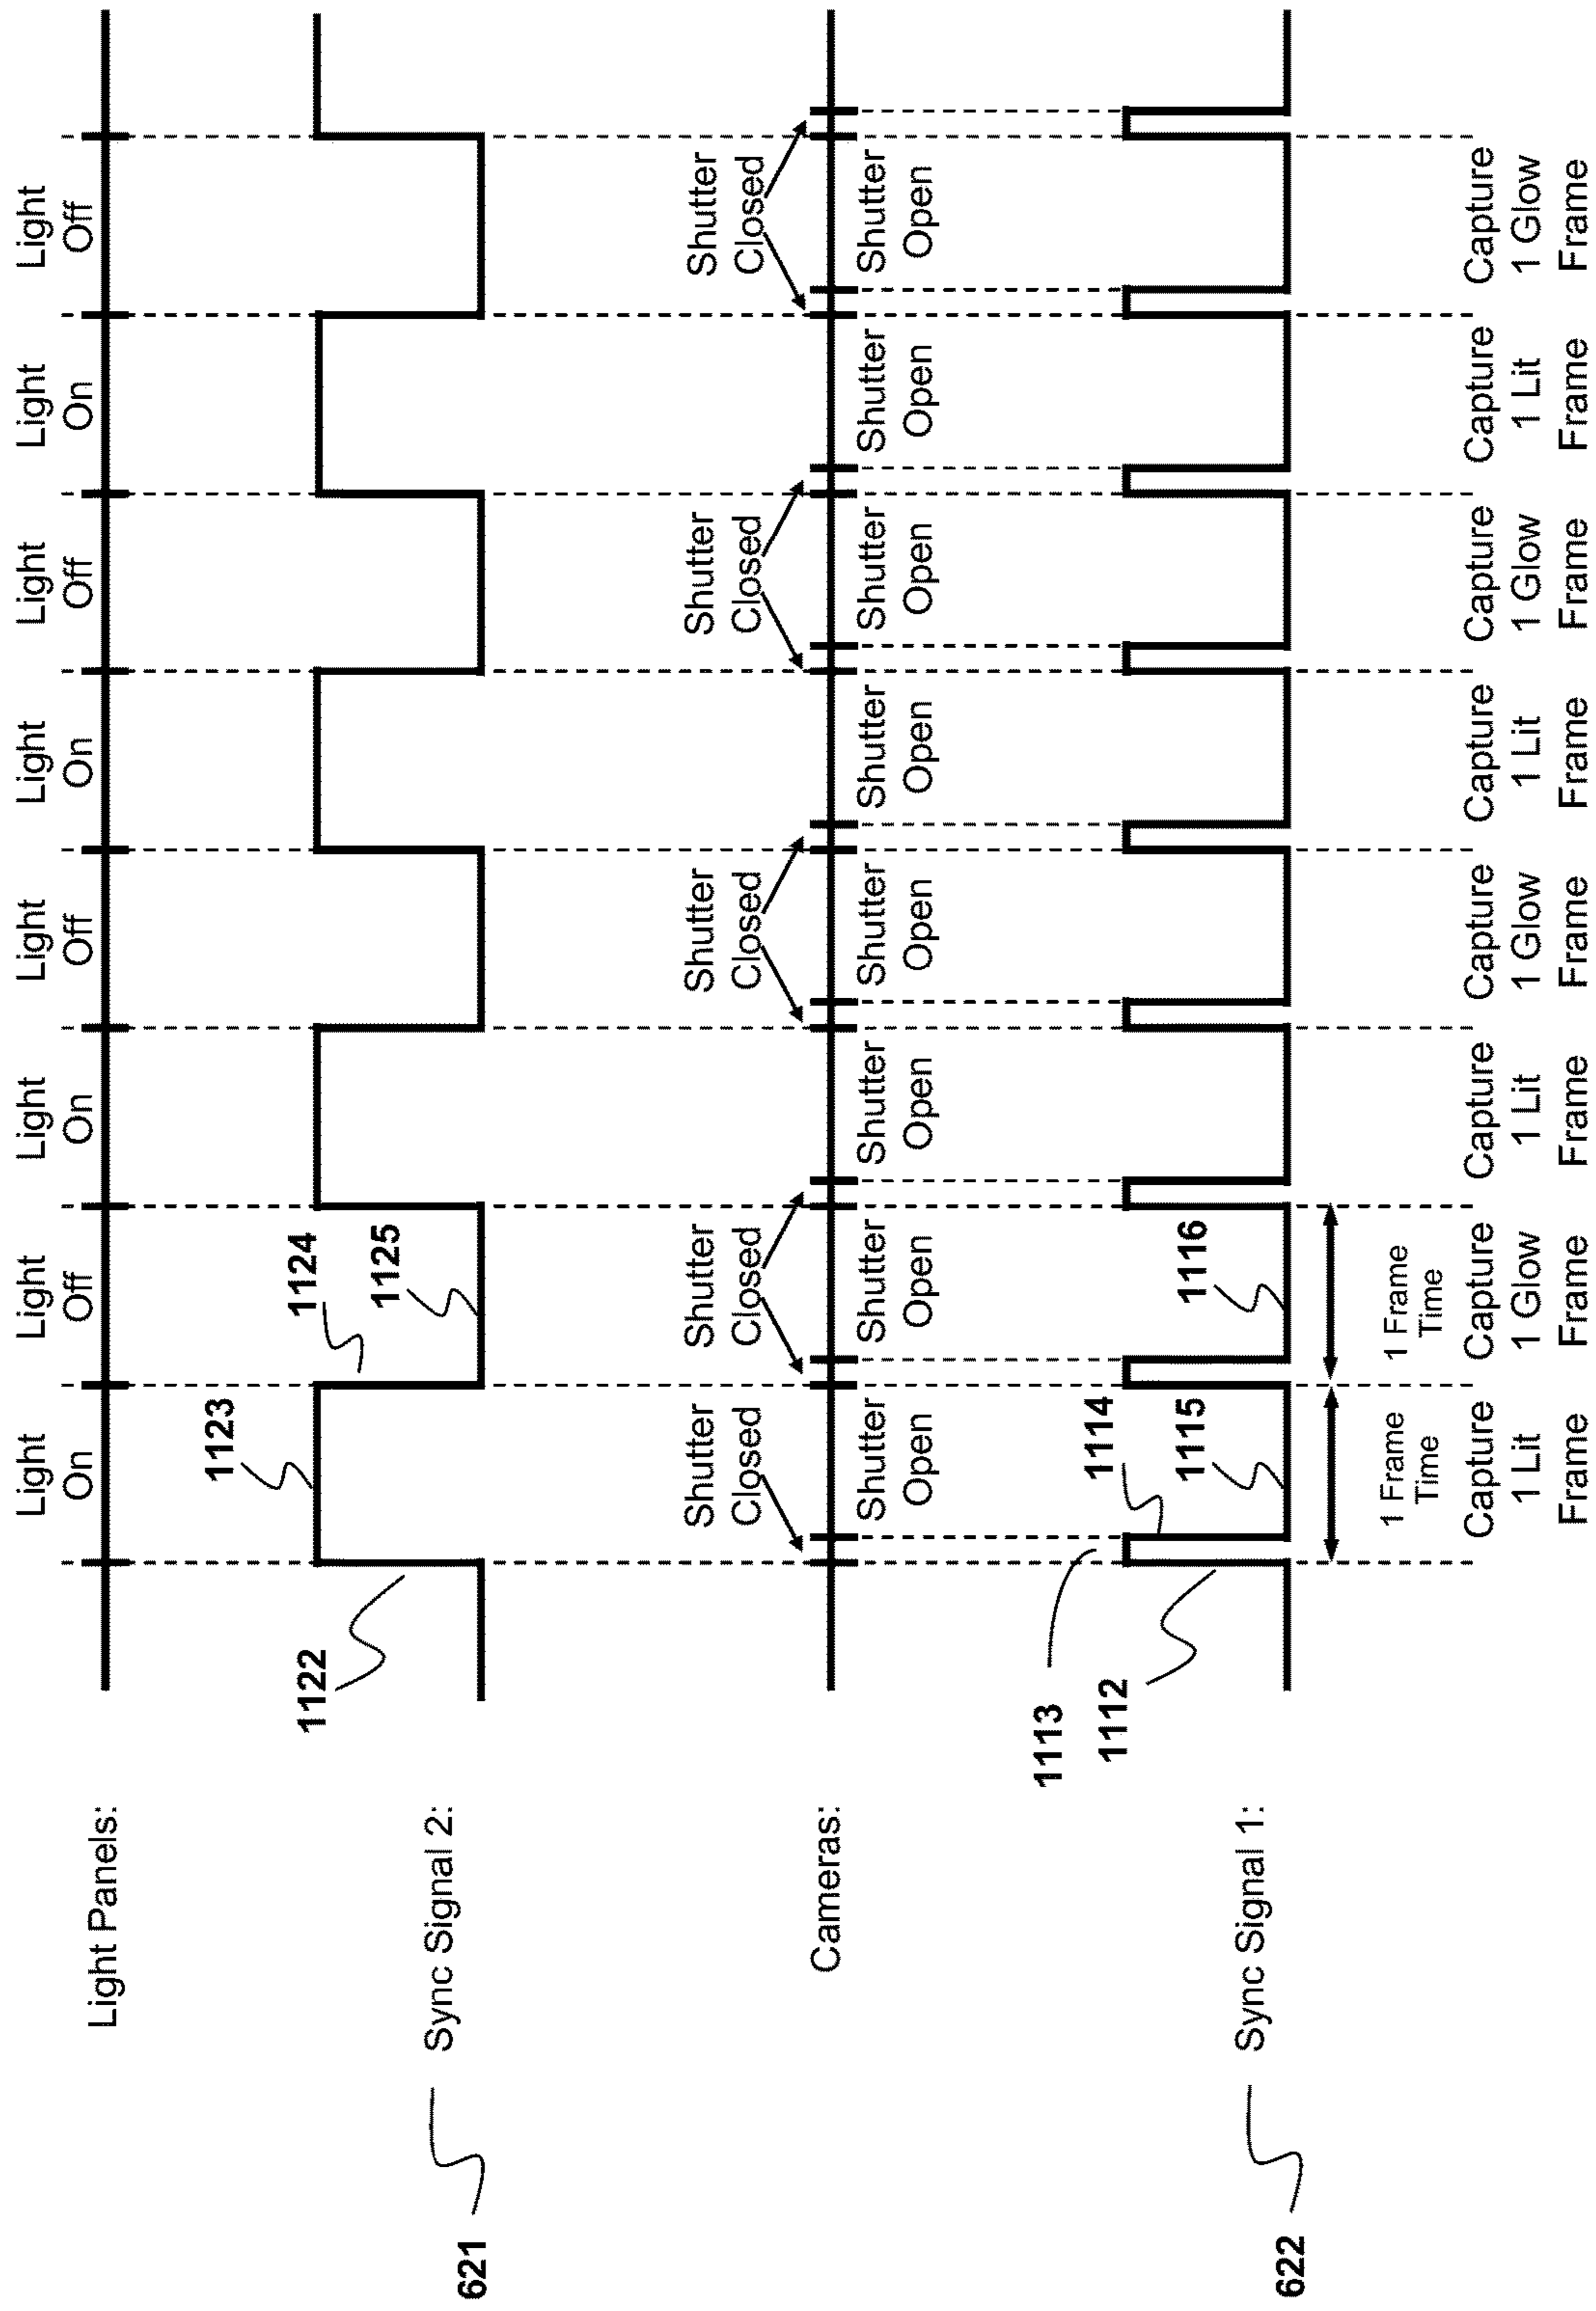 Light
On
Light
Off
Light
On
Light
Off
Light
On
Light
Off
Light
On
Light
Off
Light Panels:
1123
1124
1125
1122
621
Sync Signal 2:
Shutter
Closed
Shutter
Closed
Shutter
Closed
Shutter
Closed
Shutter
Closed
Cameras:
Shutter
Open
Shutter
Open
Shutter
Open
Shutter
Open
Shutter
Open
Shutter
Open
Shutter
Open
Shutter
Open
1113
1112
1114
1115
1116
622
Sync Signal 1:
1 Frame
Time
1 Frame
Time
Capture
1 Lit
Frame
Capture
1 Glow
Frame
Capture
1 Lit
Frame
Capture
1 Glow
Frame
Capture
1 Lit
Frame
Capture
1 Glow
Frame
Capture
1 Lit
Frame
Capture
1 Glow
Frame